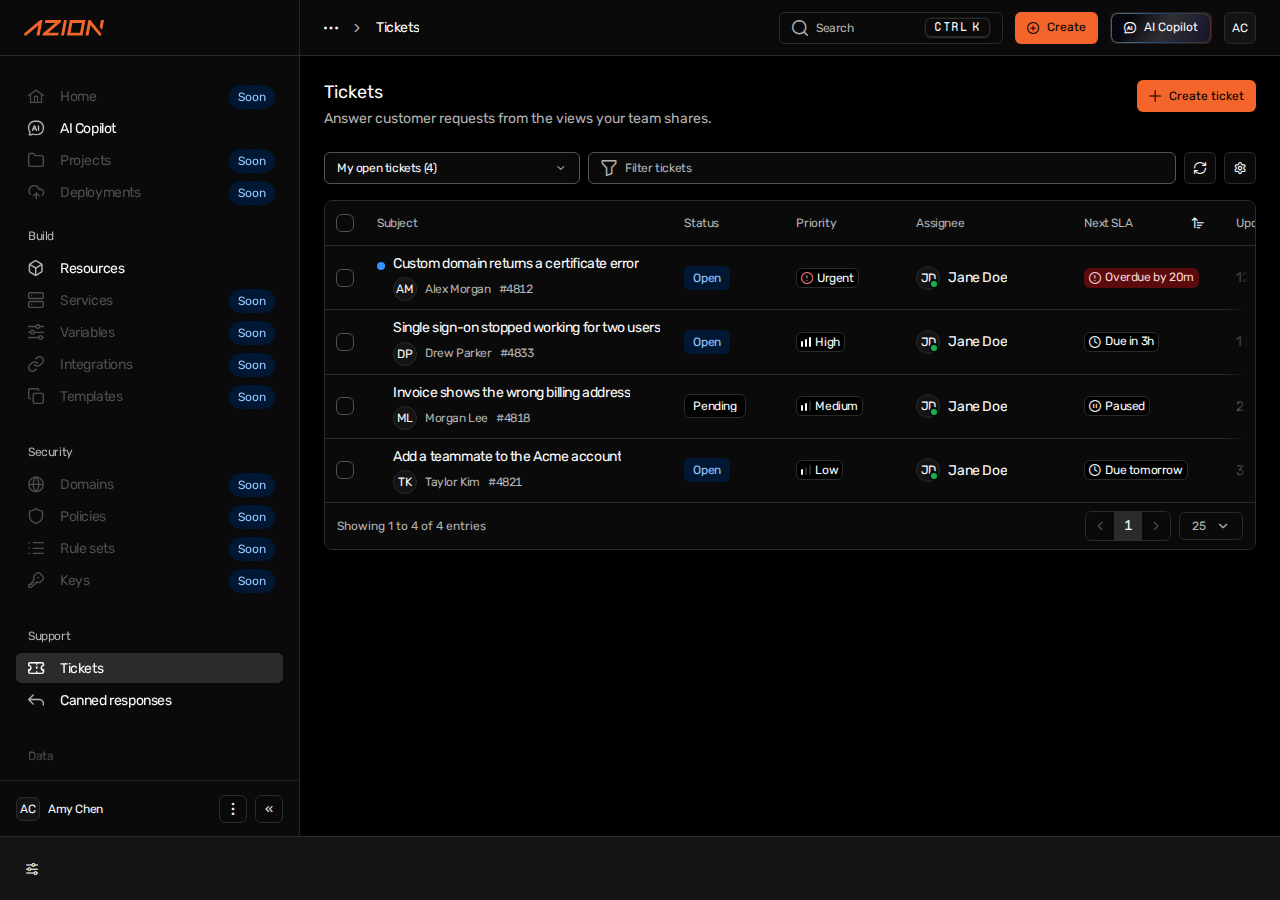 AZION
Tickets
Search
CTRL K
Create
AI Copilot
AC
Home
Soon
AI Copilot
Projects
Soon
Deployments
Soon
Build
Resources
Services
Soon
Variables
Soon
Integrations
Soon
Templates
Soon
Security
Domains
Soon
Policies
Soon
Rule sets
Soon
Keys
Soon
Support
Tickets
Canned responses
Data
AC
Amy Chen
Tickets
Answer customer requests from the views your team shares.
Create ticket
My open tickets (4)
Filter tickets
Subject
Status
Priority
Assignee
Next SLA
Custom domain returns a certificate error
AM Alex Morgan #4812
Open
Urgent
Jane Doe
Overdue by 20m
Single sign-on stopped working for two users
DP Drew Parker #4833
Open
High
Jane Doe
Due in 3h
Invoice shows the wrong billing address
ML Morgan Lee #4818
Pending
Medium
Jane Doe
Paused
Add a teammate to the Acme account
TK Taylor Kim #4821
Open
Low
Jane Doe
Due tomorrow
Showing 1 to 4 of 4 entries
1
25